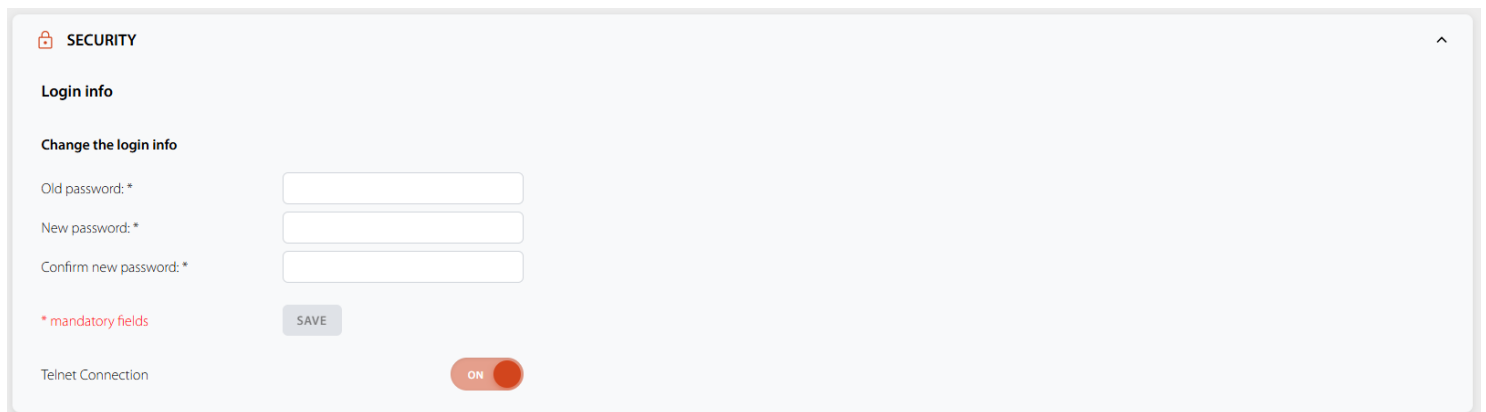 SECURITY
Login info
Change the login info
Old password: *
New password: *
Confirm new password: *
* mandatory fields SAVE
Telnet Connection ON